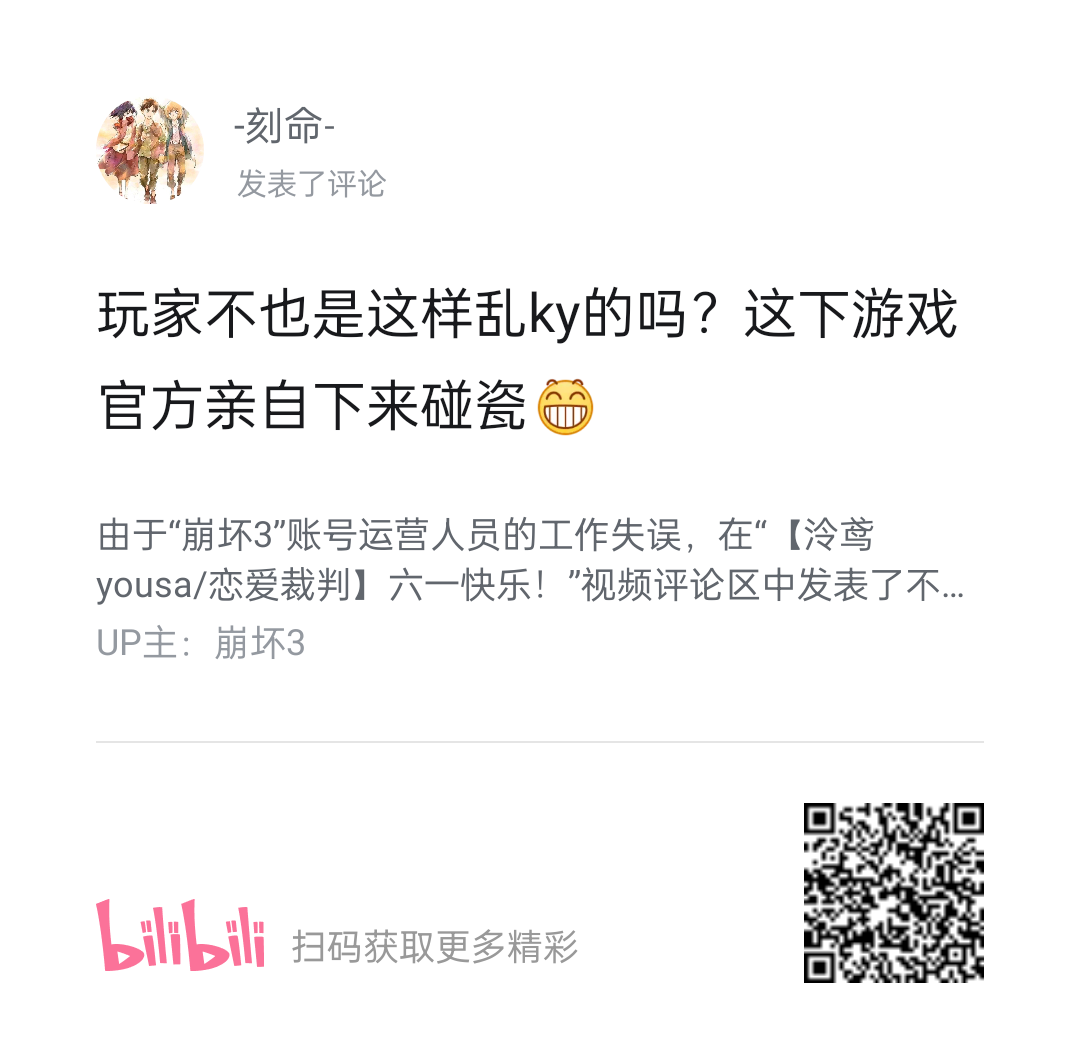 -刻命-
发表了评论
玩家不也是这样乱ky的吗？这下游戏
官方亲自下来碰瓷
由于“崩坏3”账号运营人员的工作失误，在“【泠鸢
yousa/恋爱裁判】六一快乐！”视频评论区中发表了不...
UP主：崩坏3
bilibili 扫码获取更多精彩